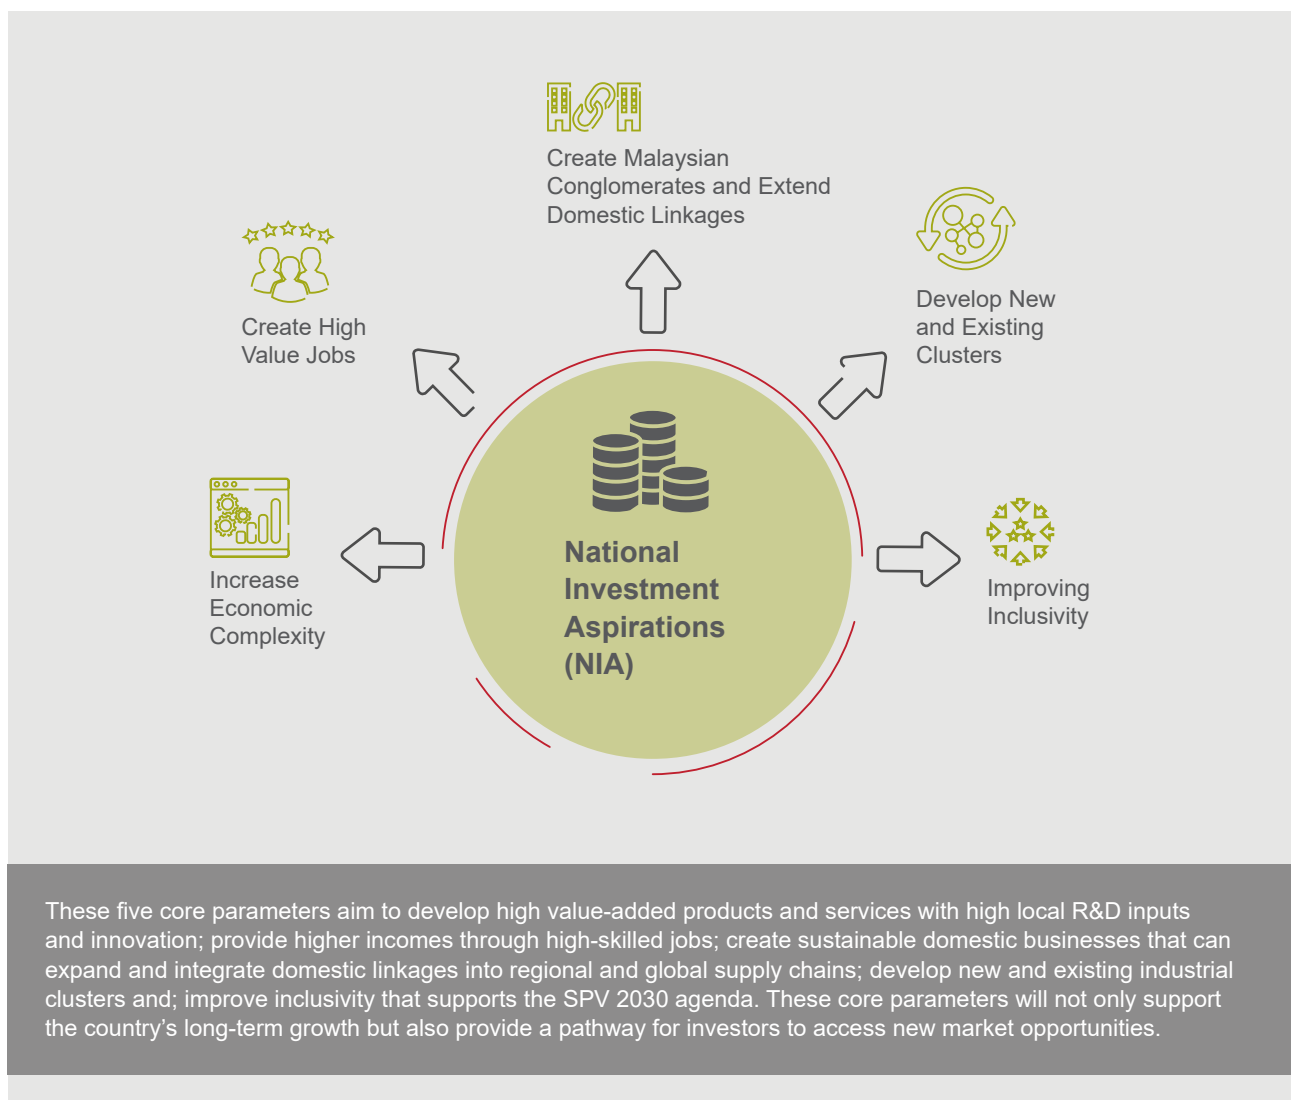 Create Malaysian
Conglomerates and Extend
Domestic Linkages
Create High
Value Jobs
Develop New
and Existing
Clusters
Increase
Economic
Complexity
National
Investment
Aspirations
(NIA)
Improving
Inclusivity
These five core parameters aim to develop high value-added products and services with high local R&D inputs
and innovation; provide higher incomes through high-skilled jobs; create sustainable domestic businesses that can
expand and integrate domestic linkages into regional and global supply chains; develop new and existing industrial
clusters and; improve inclusivity that supports the SPV 2030 agenda. These core parameters will not only support
the country’s long-term growth but also provide a pathway for investors to access new market opportunities.